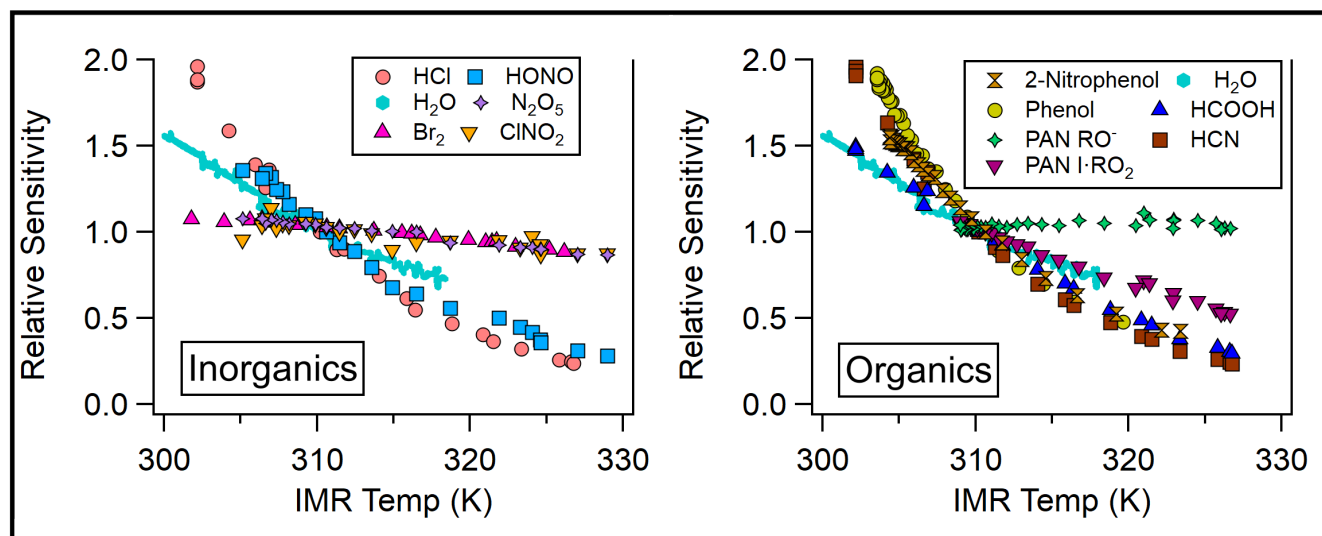 2.0
1.5
1.0
0.5
0.0
Relative Sensitivity
HCl HONO
H₂O N₂O₅
Br₂ ClNO₂
Inorganics
300 310 320 330
IMR Temp (K)
2.0
1.5
1.0
0.5
0.0
Relative Sensitivity
2-Nitrophenol H₂O
Phenol HCOOH
PAN RO⁻ HCN
PAN I·RO₂
Organics
300 310 320 330
IMR Temp (K)